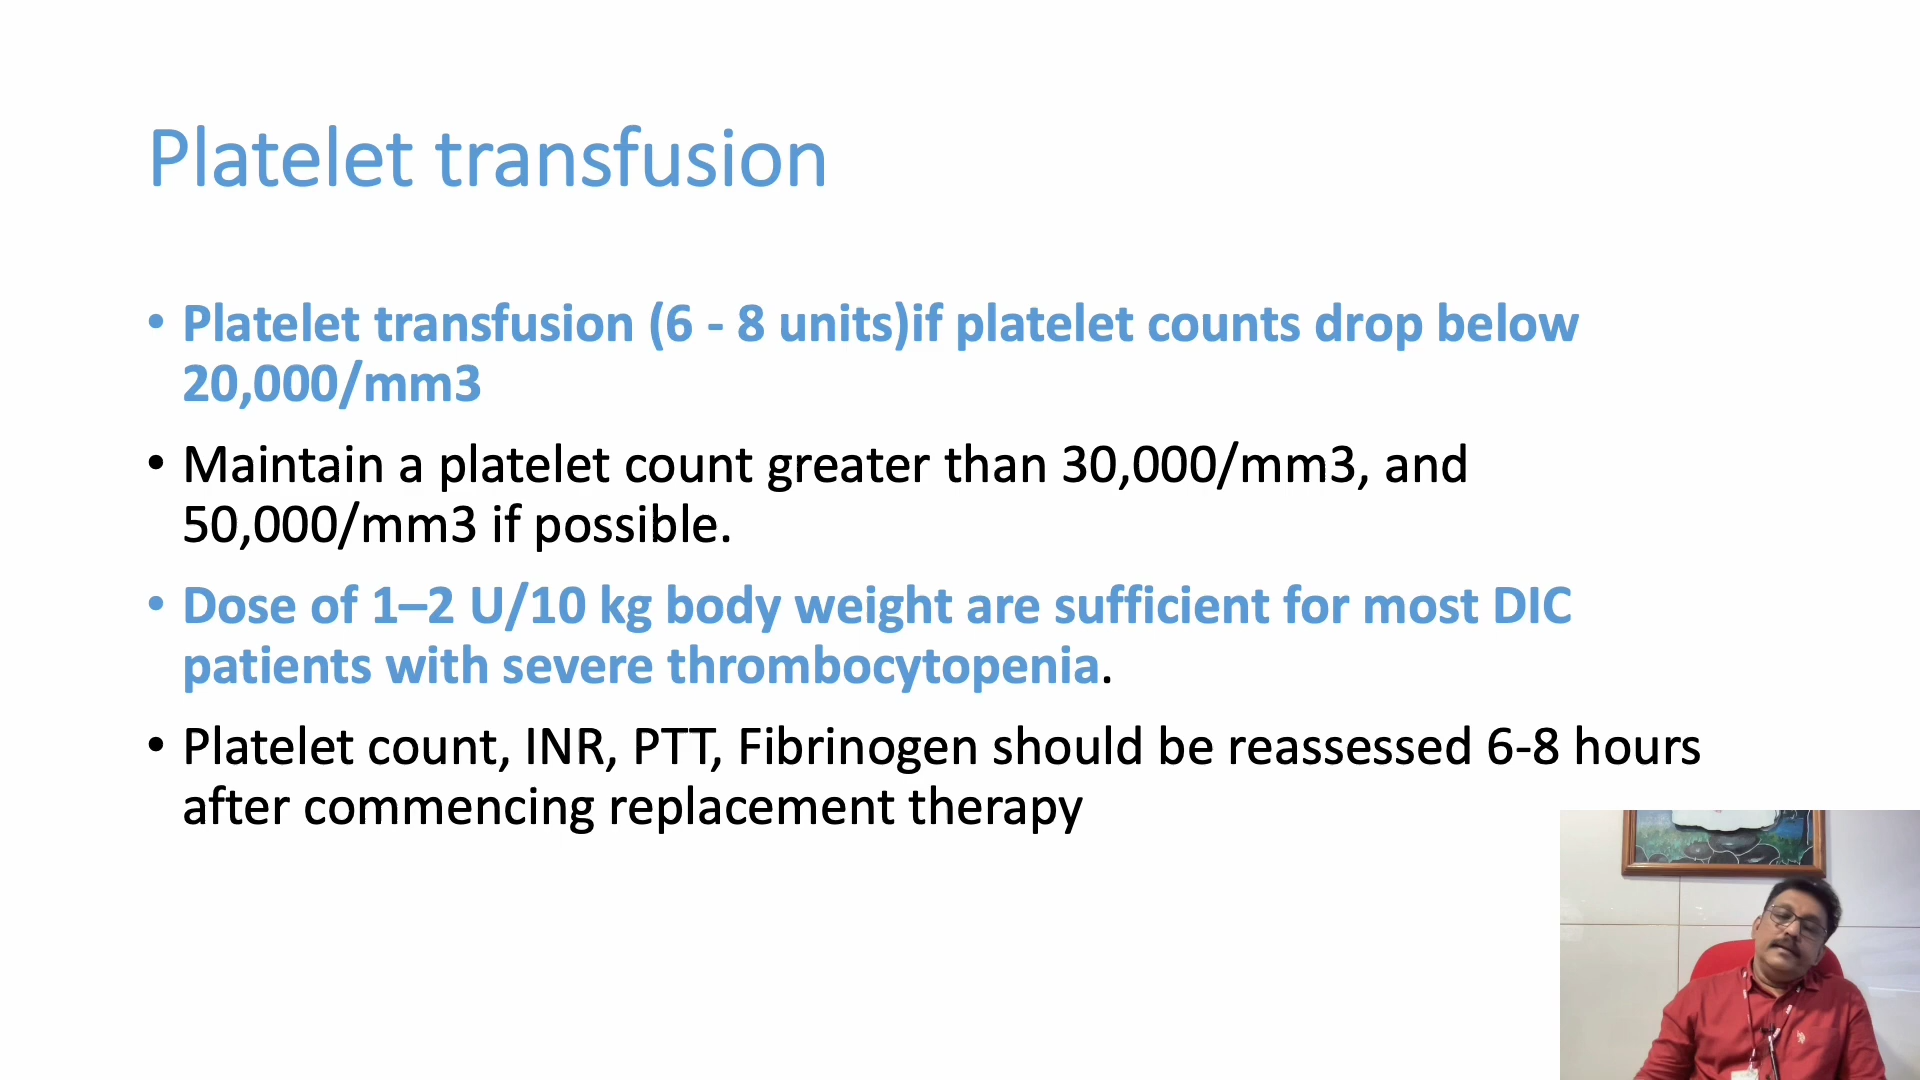 Platelet transfusion
• Platelet transfusion (6 - 8 units)if platelet counts drop below
20,000/mm3
• Maintain a platelet count greater than 30,000/mm3, and
50,000/mm3 if possible.
• Dose of 1–2 U/10 kg body weight are sufficient for most DIC
patients with severe thrombocytopenia.
• Platelet count, INR, PTT, Fibrinogen should be reassessed 6-8 hours
after commencing replacement therapy